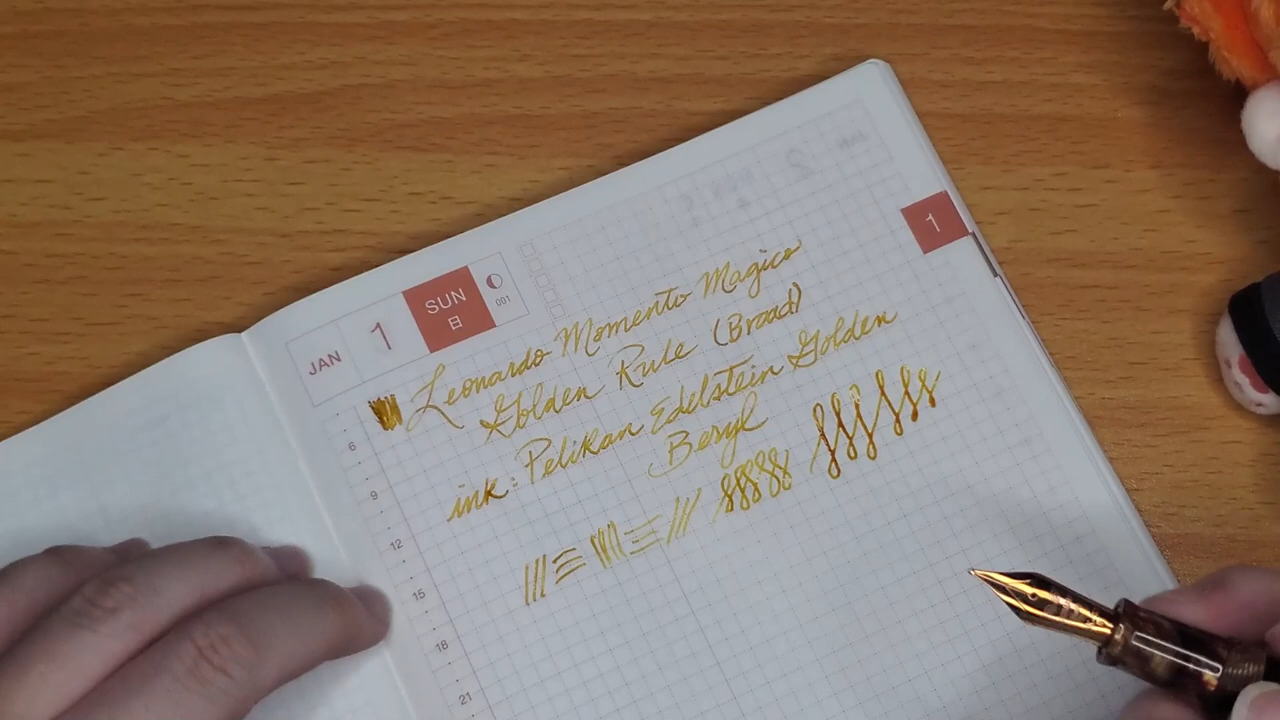 JAN 1 SUN
日
001
1
Leonardo Momento Magico
Golden Rule (Broad)
ink: Pelikan Edelstein Golden
Beryl
6
9
12
15
18
21